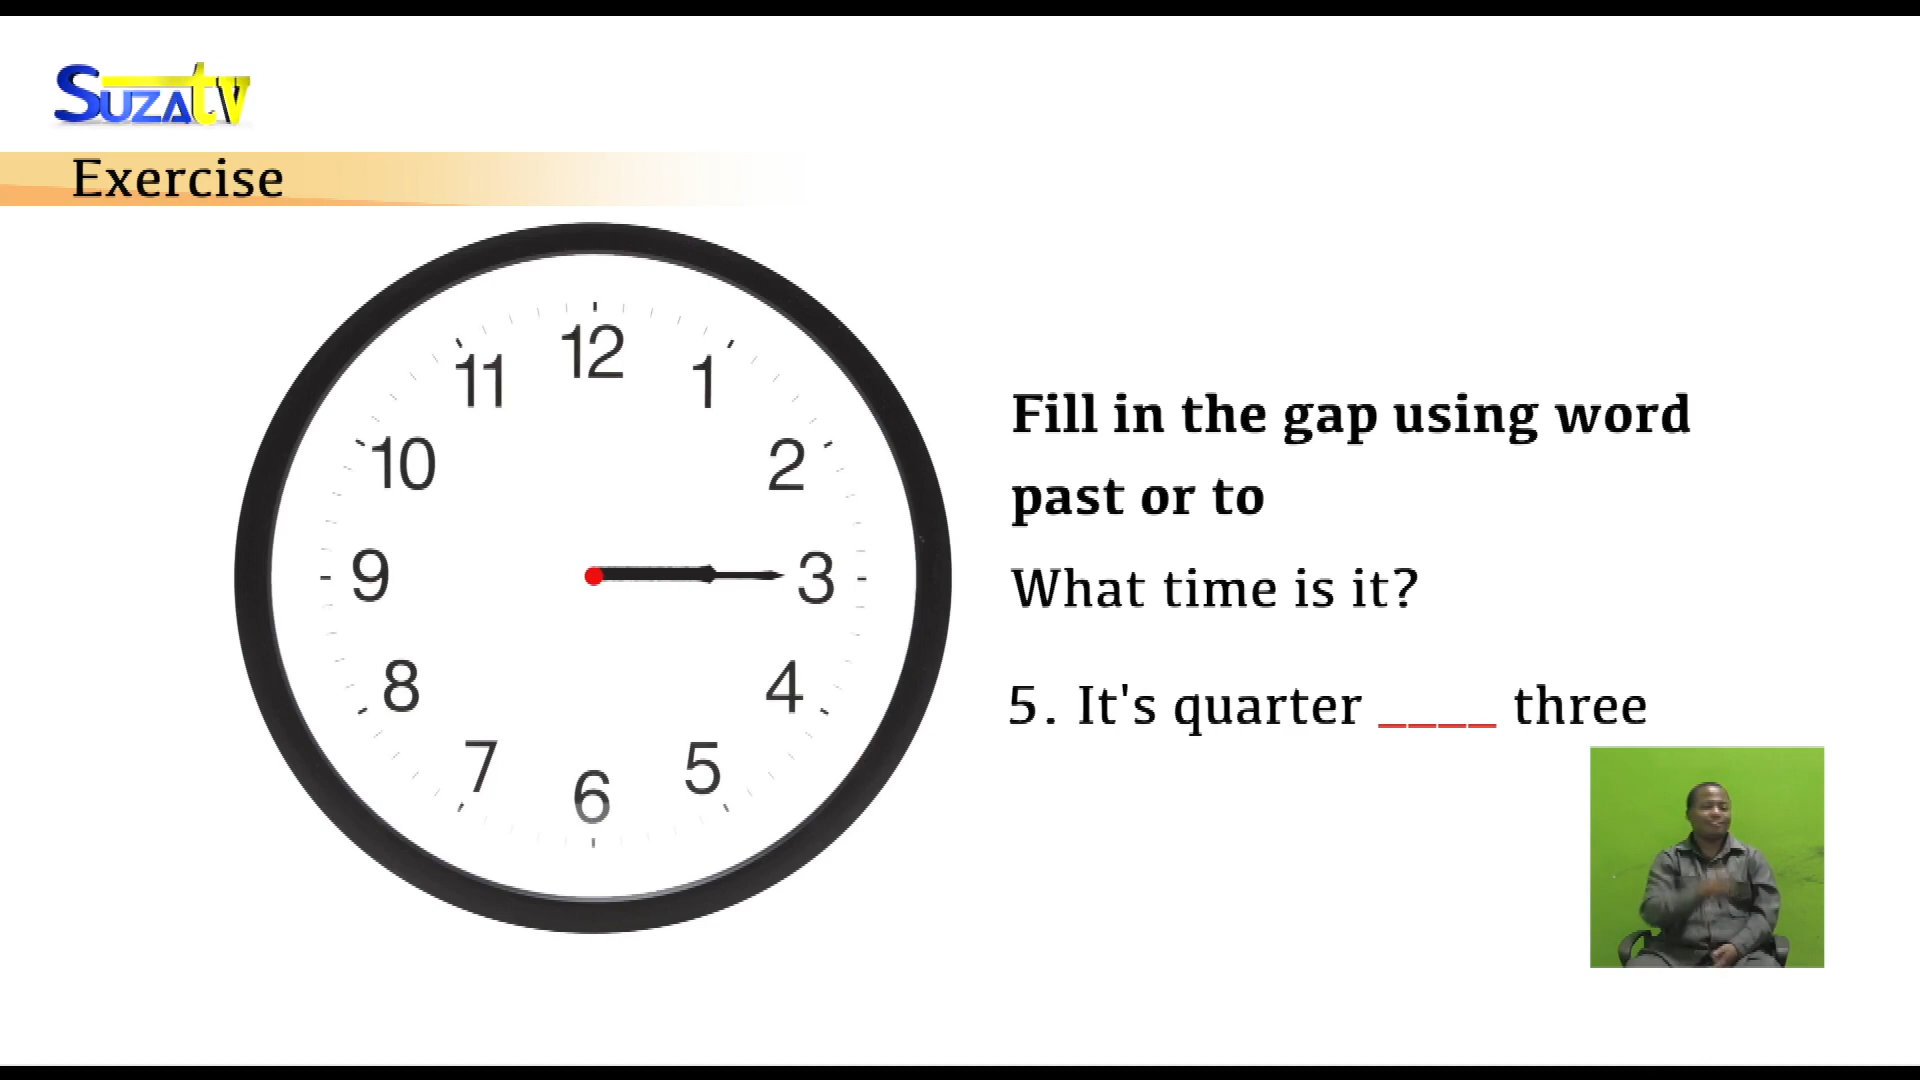 SUZAtv
Exercise
12
11
1
10
2
9
3
8
4
7
5
6
Fill in the gap using word
past or to
What time is it?
5. It's quarter ____ three